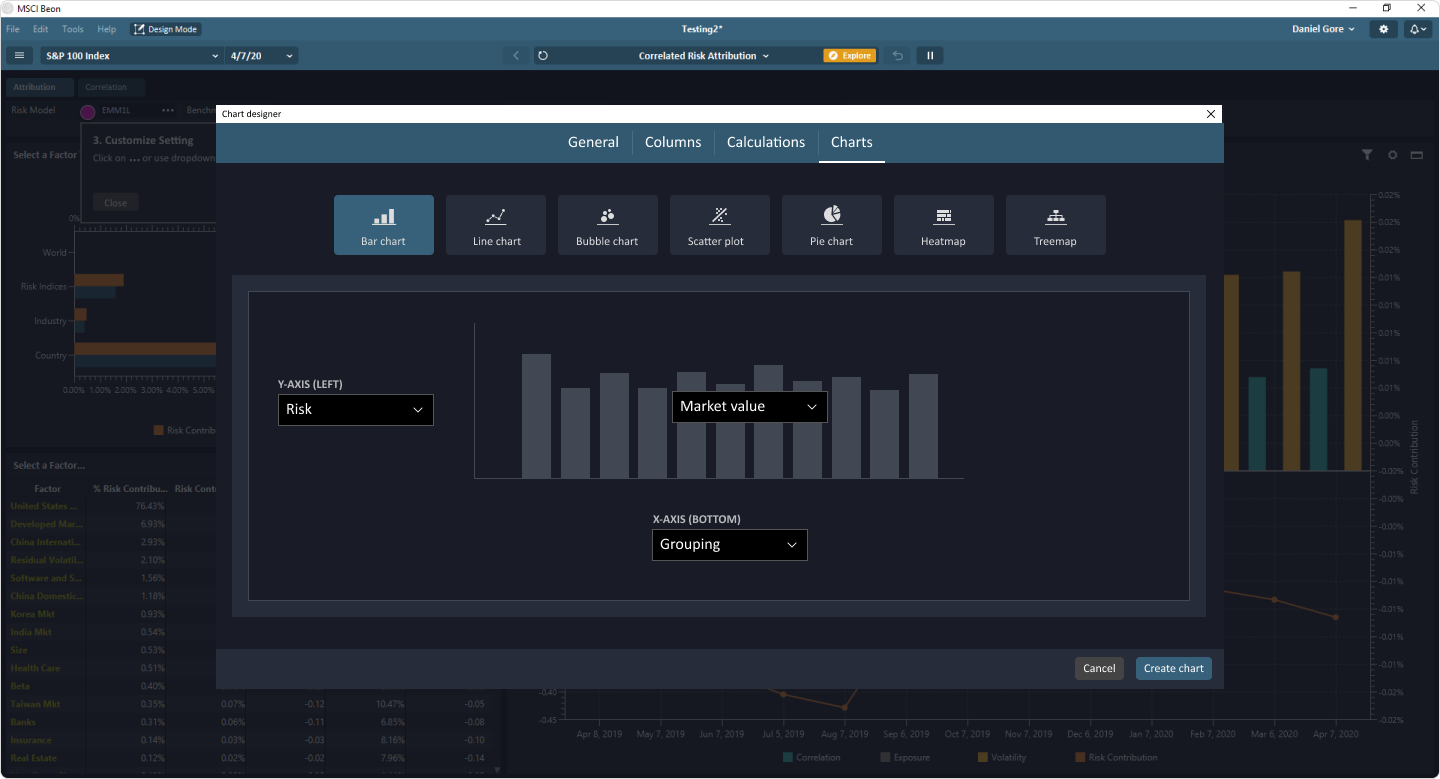 MSCI Beon
File Edit Tools Help Design Mode Testing2* Daniel Gore
S&P 100 Index 4/7/20 Correlated Risk Attribution Explore
Attribution Correlation
Risk Model EMM1L ••• Benchm
Chart designer
General Columns Calculations Charts
3. Customize Setting
Click on ... or use dropdown
Close
Select a Factor
0%
World
Risk Indices
Industry
Country
0.00% 1.00% 2.00% 3.00% 4.00% 5.00%
Risk Contrib
Bar chart Line chart Bubble chart Scatter plot Pie chart Heatmap Treemap
Y-AXIS (LEFT)
Risk
Market value
X-AXIS (BOTTOM)
Grouping
Cancel Create chart
0.02%
0.02%
0.02%
0.01%
0.01%
0.01%
0.01%
0.01%
0.00%
0.00%
-0.00%
-0.00%
-0.00%
-0.01%
-0.01%
-0.01%
-0.01%
-0.01%
-0.02%
-0.02%
Risk Contribution
Select a Factor...
Factor % Risk Contribu... Risk Cont
United States ... 76.43%
Developed Mar... 6.93%
China Internati... 2.93%
Residual Volatil... 2.10%
Software and S... 1.56%
China Domestic... 1.18%
Korea Mkt 0.93%
India Mkt 0.54%
Size 0.53%
Health Care 0.51%
Beta 0.40%
Taiwan Mkt 0.35% 0.07% -0.12 10.47% -0.05
Banks 0.31% 0.06% -0.11 6.85% -0.08
Insurance 0.14% 0.03% -0.03 8.16% -0.10
Real Estate 0.12% 0.02% -0.02 7.96% -0.14
-0.40
-0.45
Apr 8, 2019 May 7, 2019 Jun 7, 2019 Jul 5, 2019 Aug 7, 2019 Sep 6, 2019 Oct 7, 2019 Nov 7, 2019 Dec 6, 2019 Jan 7, 2020 Feb 7, 2020 Mar 6, 2020 Apr 7, 2020
Correlation Exposure Volatility Risk Contribution